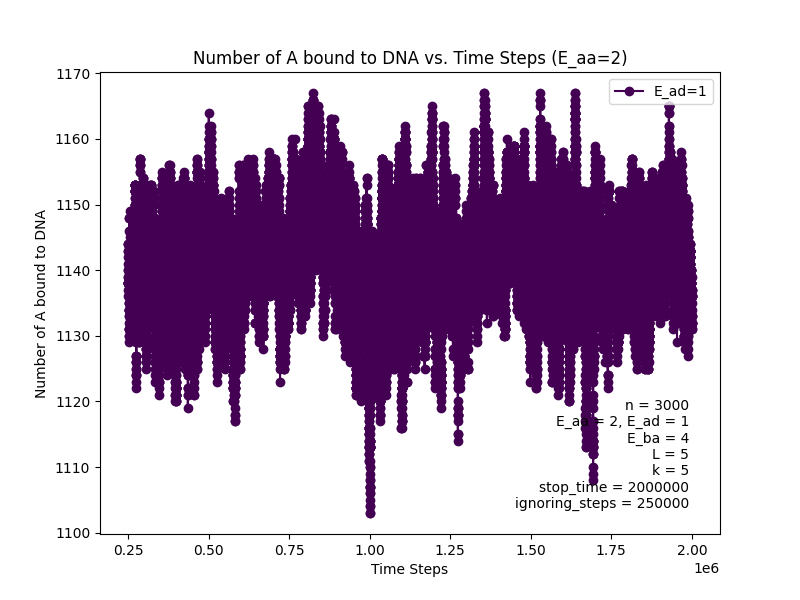 Number of A bound to DNA vs. Time Steps (E_aa=2)
E_ad=1
Number of A bound to DNA
1170
1160
1150
1140
1130
1120
1110
1100
n = 3000
E_aa = 2, E_ad = 1
E_ba = 4
L = 5
k = 5
stop_time = 2000000
ignoring_steps = 250000
0.25 0.50 0.75 1.00 1.25 1.50 1.75 2.00
1e6
Time Steps